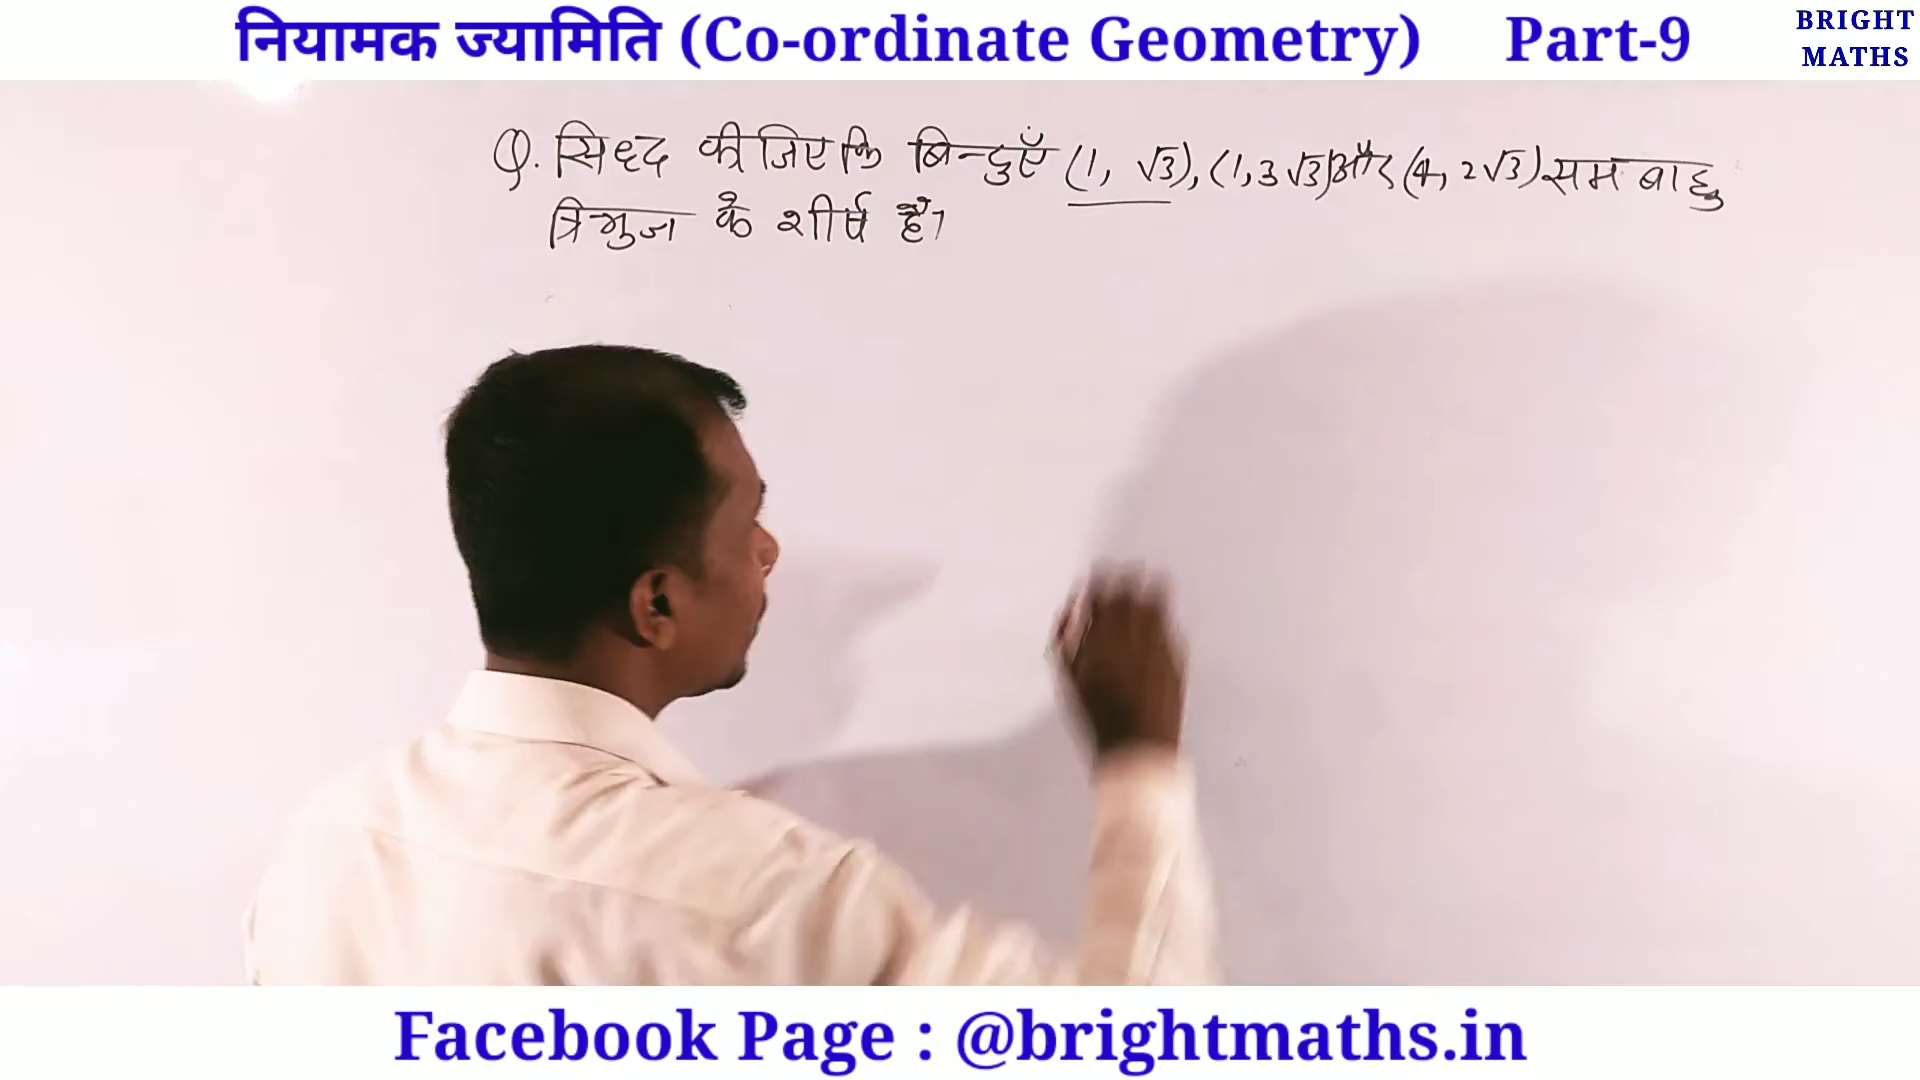 नियामक ज्यामिति (Co-ordinate Geometry) Part-9
BRIGHT
MATHS
Q. सिध्द कीजिए कि बिन्दुएँ (1, √3), (1, 3√3) और (4, 2√3) समबाहु
त्रिभुज के शीर्ष हैं।
Facebook Page : @brightmaths.in